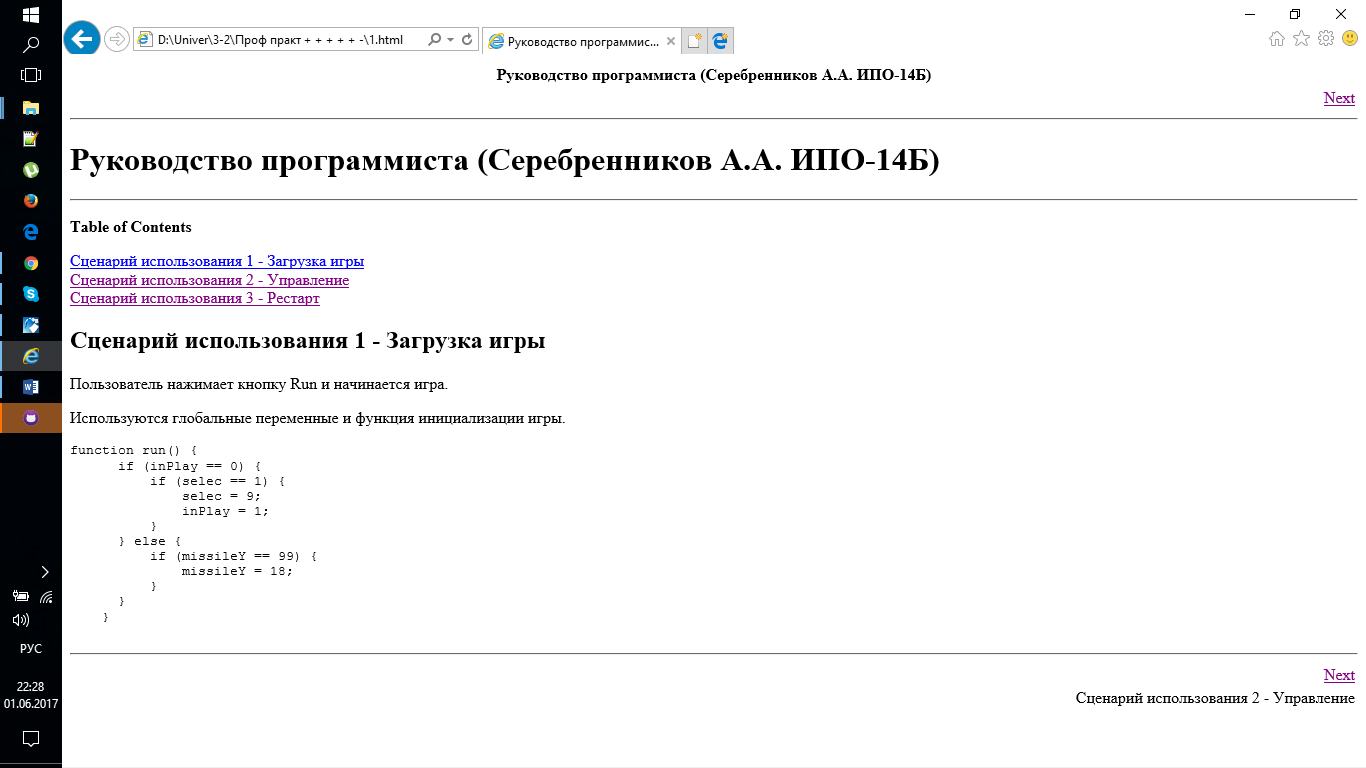 D:\Univer\3-2\Проф практ + + + + + -\1.html
Руководство программис...
Руководство программиста (Серебренников А.А. ИПО-14Б)
Next
Руководство программиста (Серебренников А.А. ИПО-14Б)
Table of Contents
Сценарий использования 1 - Загрузка игры
Сценарий использования 2 - Управление
Сценарий использования 3 - Рестарт
Сценарий использования 1 - Загрузка игры
Пользователь нажимает кнопку Run и начинается игра.
Используются глобальные переменные и функция инициализации игры.
function run() {
      if (inPlay == 0) {
          if (selec == 1) {
              selec = 9;
              inPlay = 1;
          }
      } else {
          if (missileY == 99) {
              missileY = 18;
          }
      }
    }
Next
Сценарий использования 2 - Управление
РУС
22:28
01.06.2017